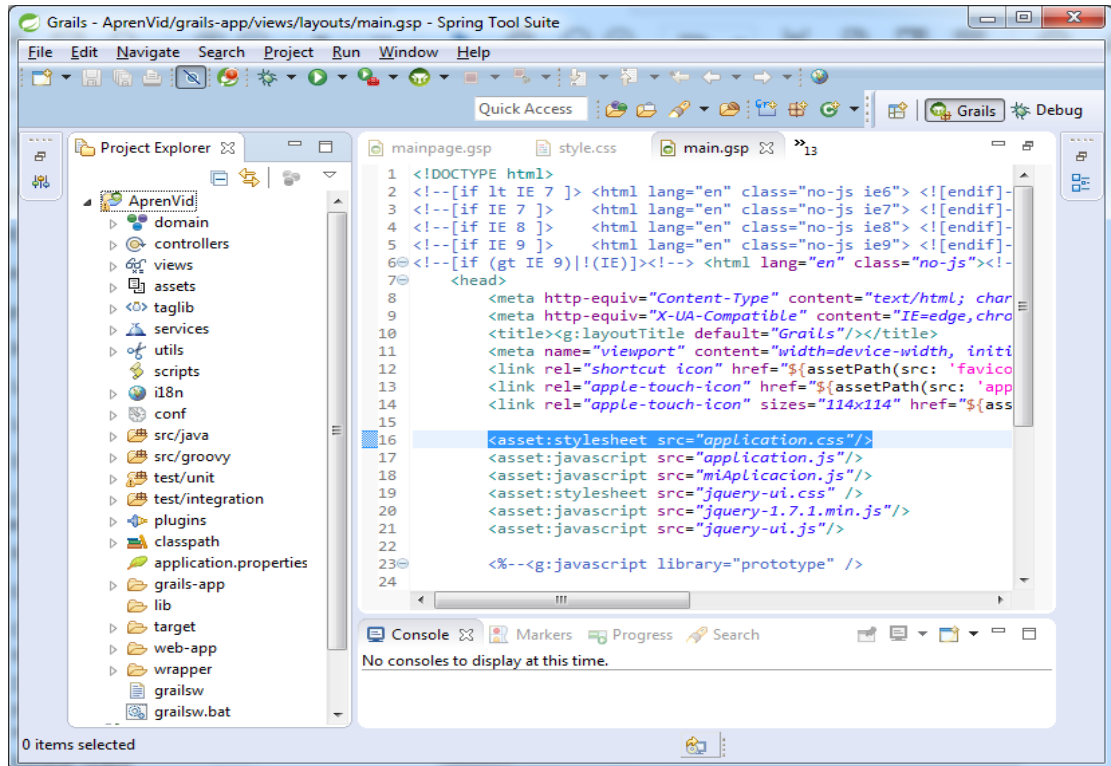 Grails - AprenVid/grails-app/views/layouts/main.gsp - Spring Tool Suite
File Edit Navigate Search Project Run Window Help
Quick Access
Grails
Debug
Project Explorer
AprenVid
domain
controllers
views
assets
taglib
services
utils
scripts
i18n
conf
src/java
src/groovy
test/unit
test/integration
plugins
classpath
application.properties
grails-app
lib
target
web-app
wrapper
grailsw
grailsw.bat
mainpage.gsp style.css main.gsp »13
1 <!DOCTYPE html>
2 <!--[if lt IE 7 ]> <html lang="en" class="no-js ie6"> <![endif]-
3 <!--[if IE 7 ]> <html lang="en" class="no-js ie7"> <![endif]-
4 <!--[if IE 8 ]> <html lang="en" class="no-js ie8"> <![endif]-
5 <!--[if IE 9 ]> <html lang="en" class="no-js ie9"> <![endif]-
6 <!--[if (gt IE 9)|!(IE)]><!--> <html lang="en" class="no-js"><!-
7 <head>
8 <meta http-equiv="Content-Type" content="text/html; char
9 <meta http-equiv="X-UA-Compatible" content="IE=edge,chro
10 <title><g:layoutTitle default="Grails"/></title>
11 <meta name="viewport" content="width=device-width, initi
12 <link rel="shortcut icon" href="${assetPath(src: 'favico
13 <link rel="apple-touch-icon" href="${assetPath(src: 'app
14 <link rel="apple-touch-icon" sizes="114x114" href="${ass
15
16 <asset:stylesheet src="application.css"/>
17 <asset:javascript src="application.js"/>
18 <asset:javascript src="miAplicacion.js"/>
19 <asset:stylesheet src="jquery-ui.css" />
20 <asset:javascript src="jquery-1.7.1.min.js"/>
21 <asset:javascript src="jquery-ui.js"/>
22
23 <%--<g:javascript library="prototype" />
24
Console Markers Progress Search
No consoles to display at this time.
0 items selected